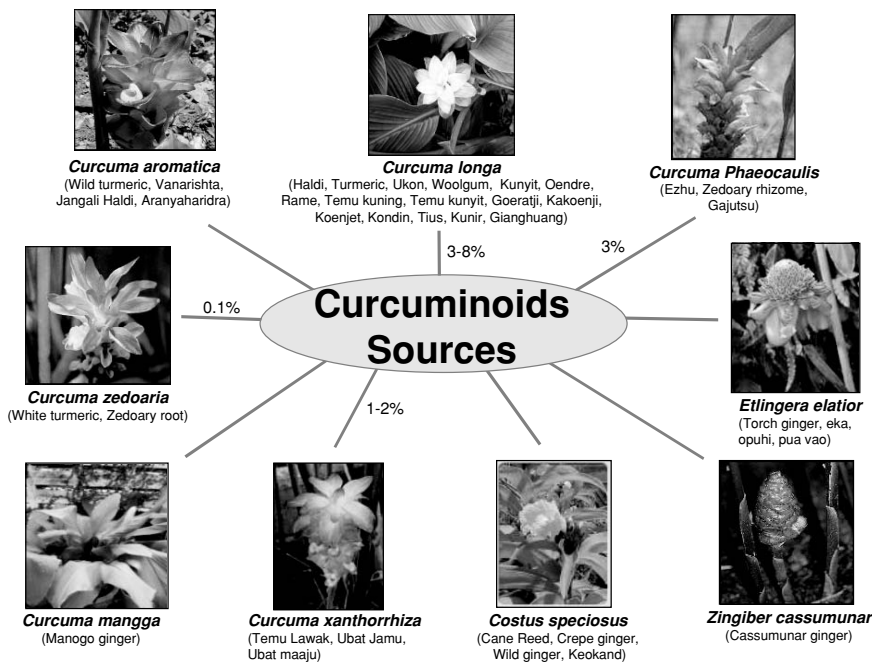 Curcuma aromatica
(Wild turmeric, Vanarishta,
Jangali Haldi, Aranyaharidra)
Curcuma longa
(Haldi, Turmeric, Ukon, Woolgum, Kunyit, Oendre,
Rame, Temu kuning, Temu kunyit, Goeratji, Kakoenji,
Koenjet, Kondin, Tius, Kunir, Gianghuang)
Curcuma Phaeocaulis
(Ezhu, Zedoary rhizome,
Gajutsu)
3-8%
3%
0.1%
Curcuminoids
Sources
Curcuma zedoaria
(White turmeric, Zedoary root)
1-2%
Etlingera elatior
(Torch ginger, eka,
opuhi, pua vao)
Curcuma mangga
(Manogo ginger)
Curcuma xanthorrhiza
(Temu Lawak, Ubat Jamu,
Ubat maaju)
Costus speciosus
(Cane Reed, Crepe ginger,
Wild ginger, Keokand)
Zingiber cassumunar
(Cassumunar ginger)